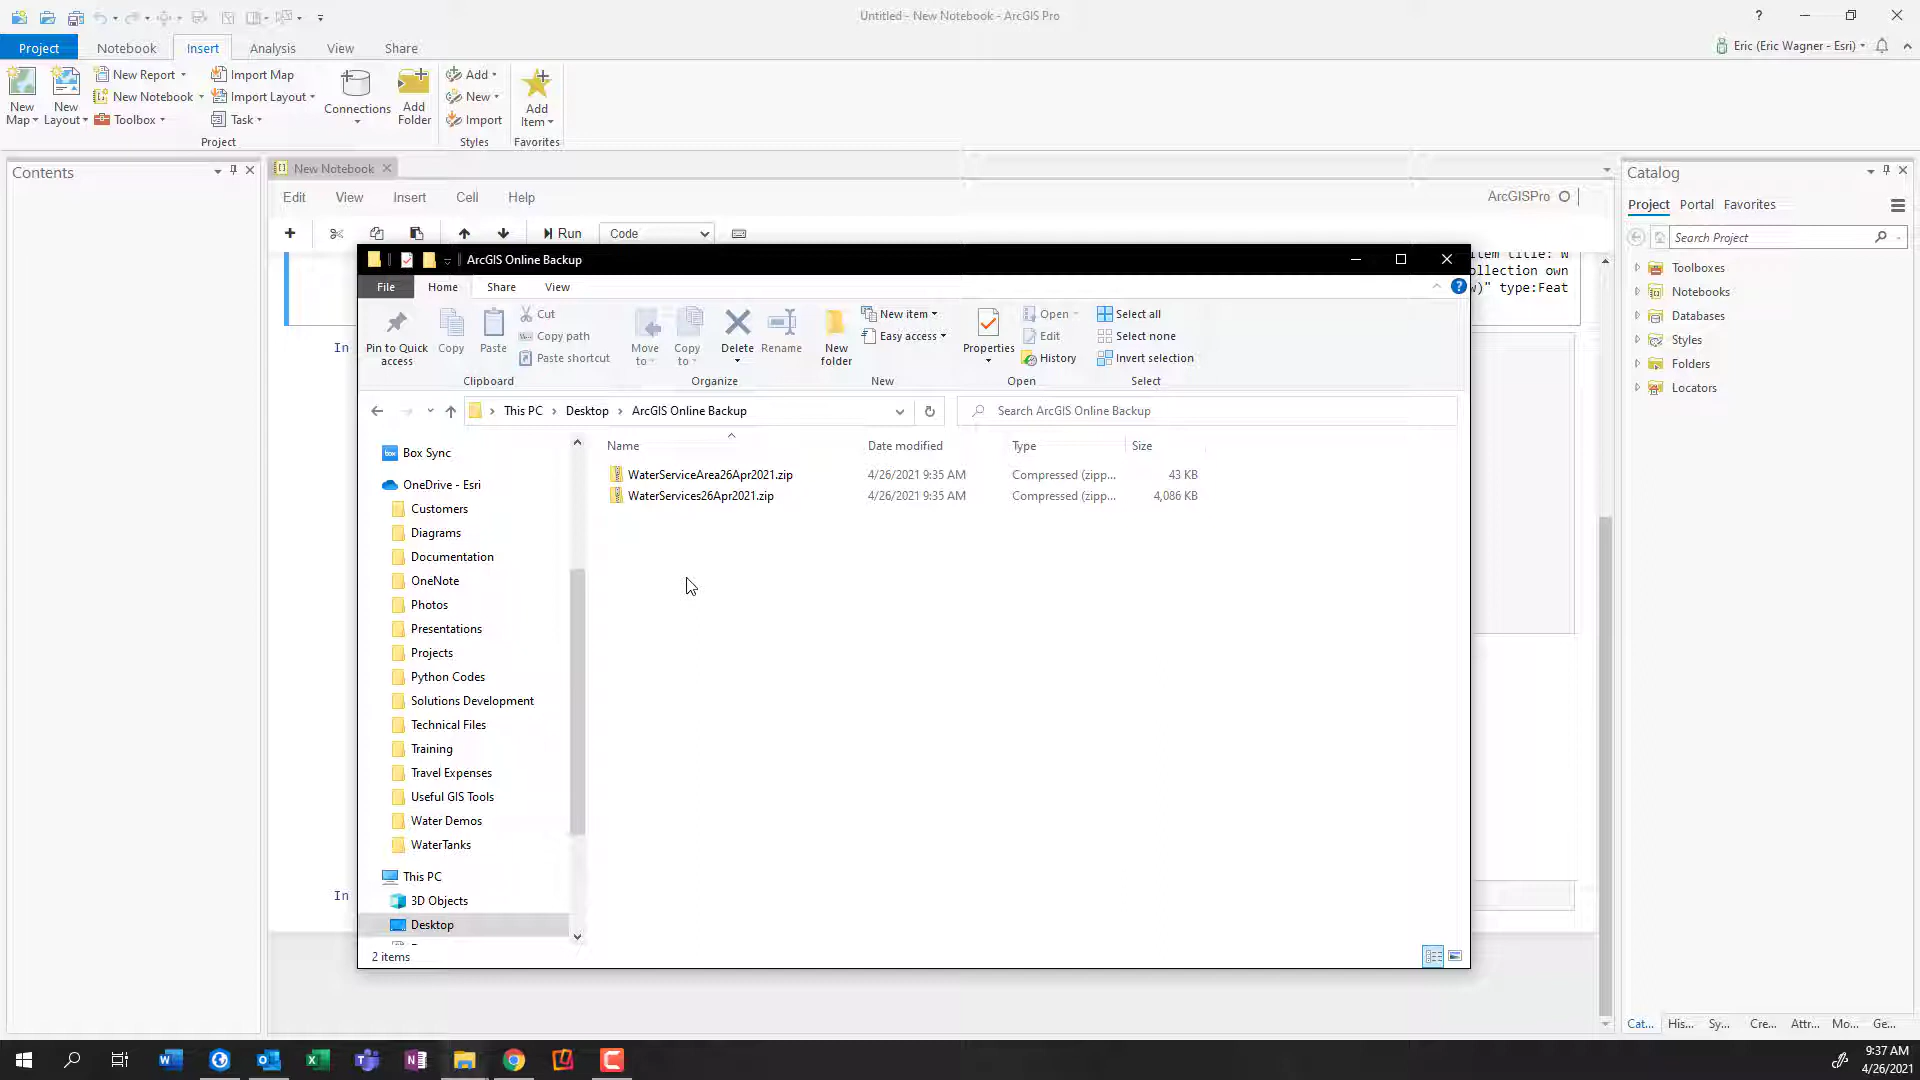 Untitled - New Notebook - ArcGIS Pro
?
Project
Notebook
Insert
Analysis
View
Share
Eric (Eric Wagner - Esri)
New Map
New Layout
New Report
New Notebook
Toolbox
Import Map
Import Layout
Task
Connections
Add Folder
Add
New
Import
Add Item
Project
Styles
Favorites
Contents
New Notebook
Edit
View
Insert
Cell
Help
ArcGISPro
Run
Code
item title: W
ollection own
w)" type:Feat
In
In
ArcGIS Online Backup
File
Home
Share
View
Pin to Quick access
Copy
Paste
Cut
Copy path
Paste shortcut
Clipboard
Move to
Copy to
Delete
Rename
Organize
New folder
New item
Easy access
New
Properties
Open
Edit
History
Open
Select all
Select none
Invert selection
Select
This PC > Desktop > ArcGIS Online Backup
Search ArcGIS Online Backup
Name
Date modified
Type
Size
WaterServiceArea26Apr2021.zip 4/26/2021 9:35 AM Compressed (zipp... 43 KB
WaterServices26Apr2021.zip 4/26/2021 9:35 AM Compressed (zipp... 4,086 KB
Box Sync
OneDrive - Esri
Customers
Diagrams
Documentation
OneNote
Photos
Presentations
Projects
Python Codes
Solutions Development
Technical Files
Training
Travel Expenses
Useful GIS Tools
Water Demos
WaterTanks
This PC
3D Objects
Desktop
2 items
Catalog
Project
Portal
Favorites
Search Project
Toolboxes
Notebooks
Databases
Styles
Folders
Locators
Cat...
His...
Sy...
Cre...
Attr...
Mo...
Ge...
9:37 AM
4/26/2021